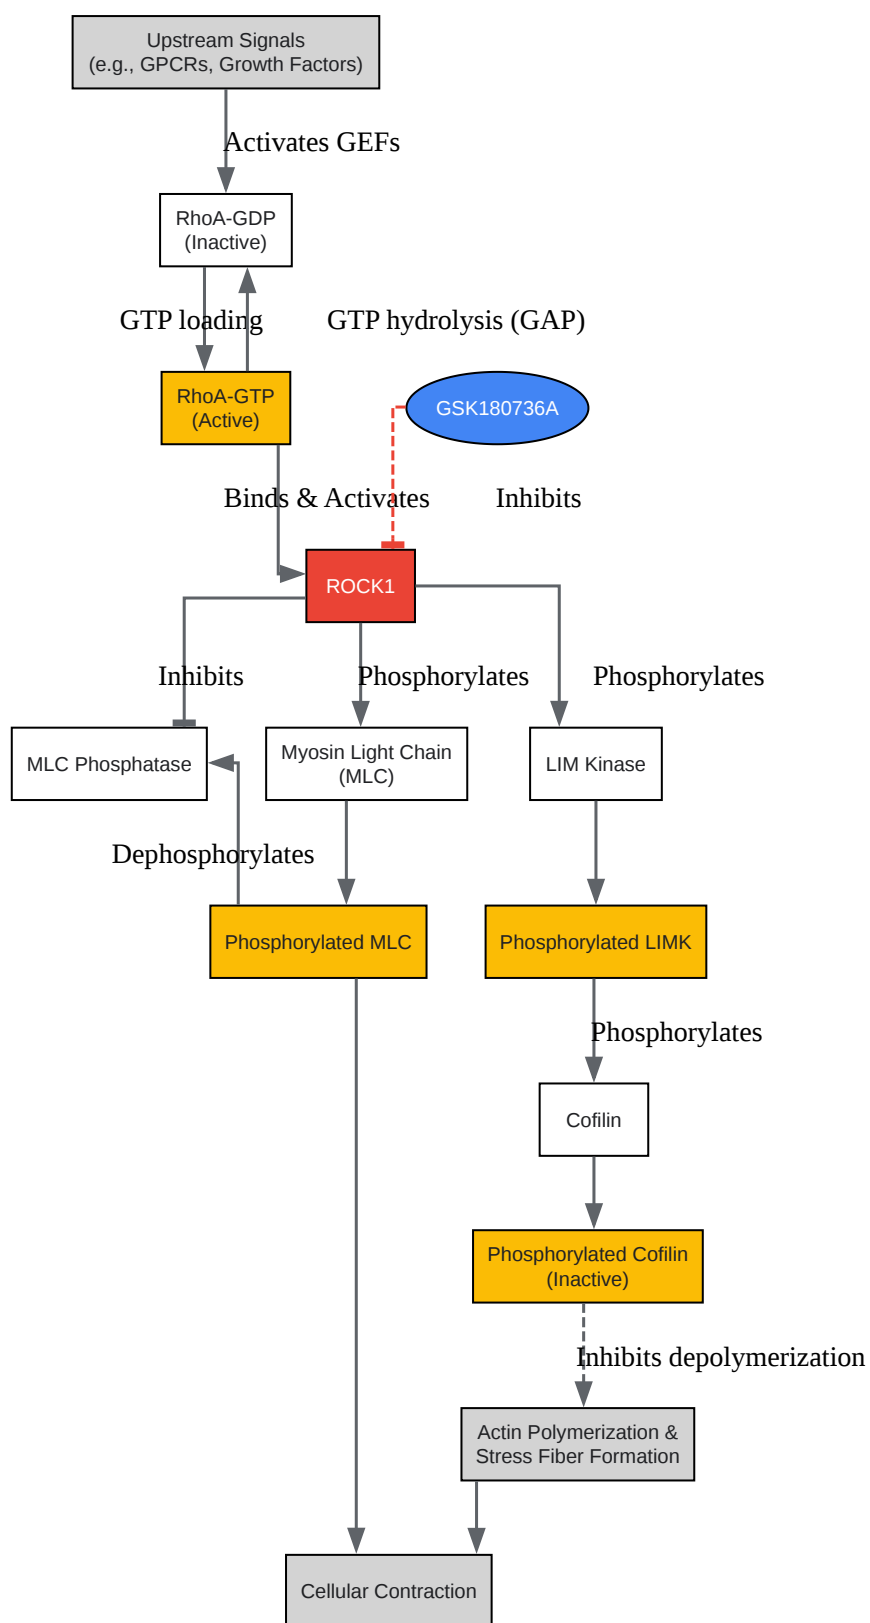 Upstream Signals
(e.g., GPCRs, Growth Factors)
Activates GEFs
RhoA-GDP
(Inactive)
GTP loading
GTP hydrolysis (GAP)
RhoA-GTP
(Active)
GSK180736A
Binds & Activates
Inhibits
ROCK1
Inhibits
Phosphorylates
Phosphorylates
MLC Phosphatase
Myosin Light Chain
(MLC)
LIM Kinase
Dephosphorylates
Phosphorylated MLC
Phosphorylated LIMK
Phosphorylates
Cofilin
Phosphorylated Cofilin
(Inactive)
Inhibits depolymerization
Actin Polymerization &
Stress Fiber Formation
Cellular Contraction